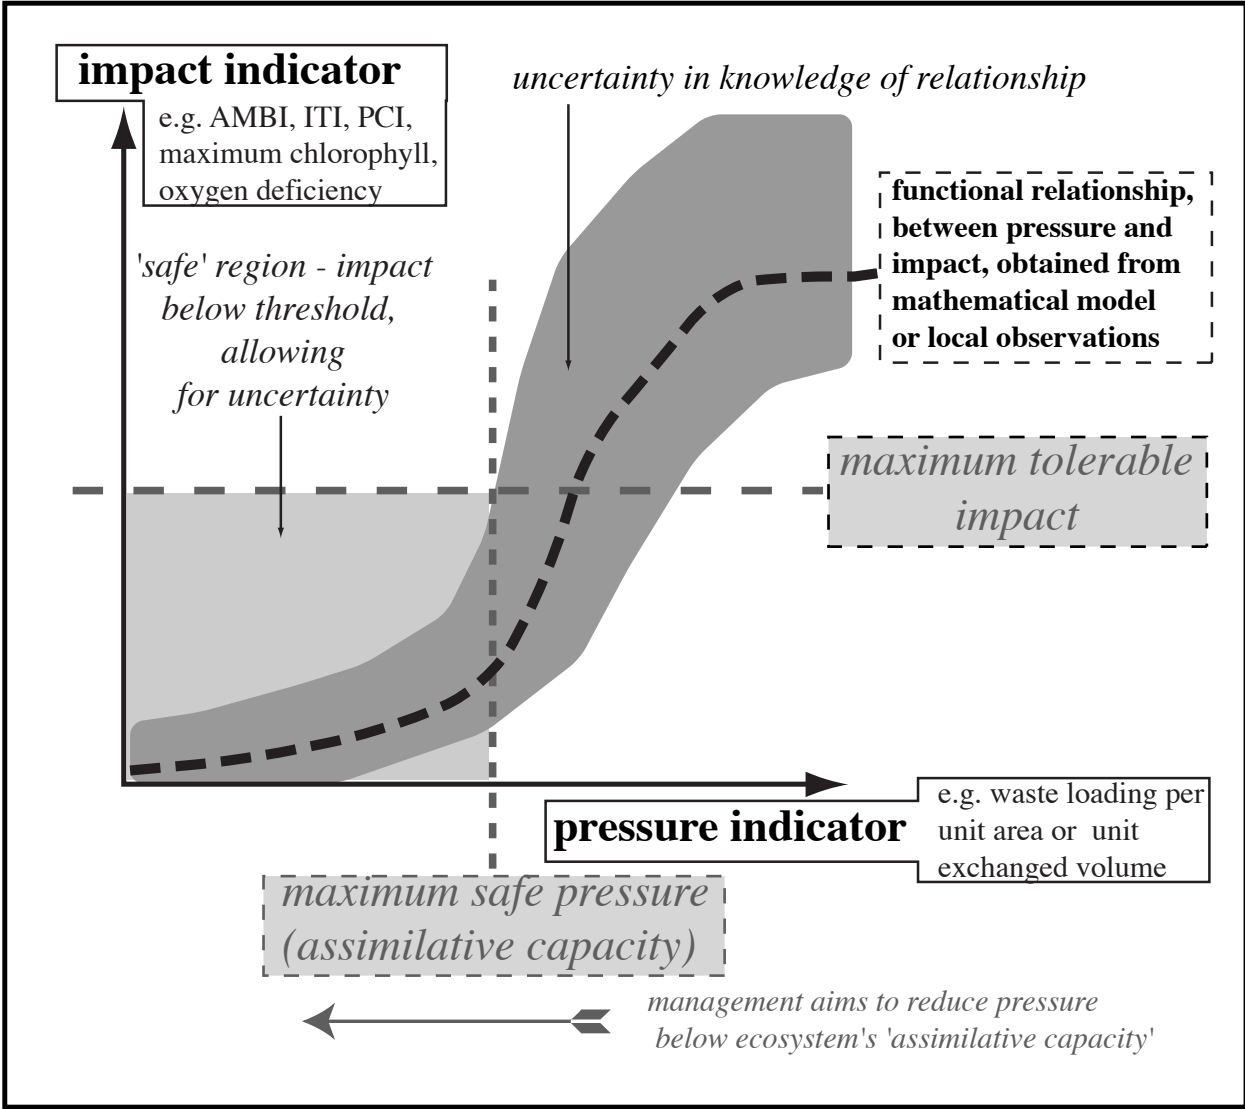 impact indicator
e.g. AMBI, ITI, PCI,
maximum chlorophyll,
oxygen deficiency
uncertainty in knowledge of relationship
functional relationship,
between pressure and
impact, obtained from
mathematical model
or local observations
'safe' region - impact
below threshold,
allowing
for uncertainty
maximum tolerable
impact
pressure indicator
e.g. waste loading per
unit area or  unit
exchanged volume
maximum safe pressure
(assimilative capacity)
management aims to reduce pressure
below ecosystem's 'assimilative capacity'